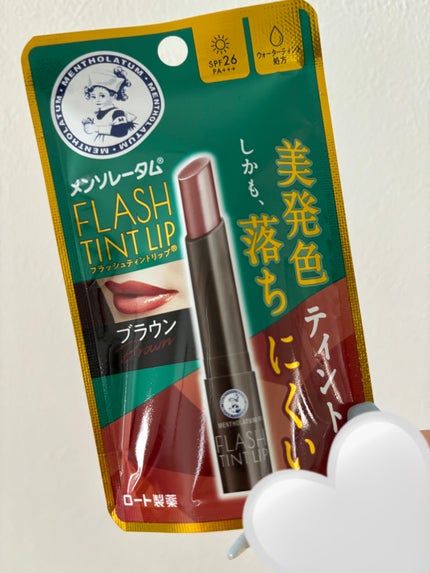 MENTHOLATUM・MENTHOLATUM・MENTHOLATUM・
SPF26
PA+++
ウォーターティント
処方
メンソレータム®
FLASH
TINT LIP
フラッシュティントリップ®
ブラウン
Brown
美発色ティント
しかも、
落ちにくい
MENTHOLATUM
FLASH
TINT LIP
ロート製薬